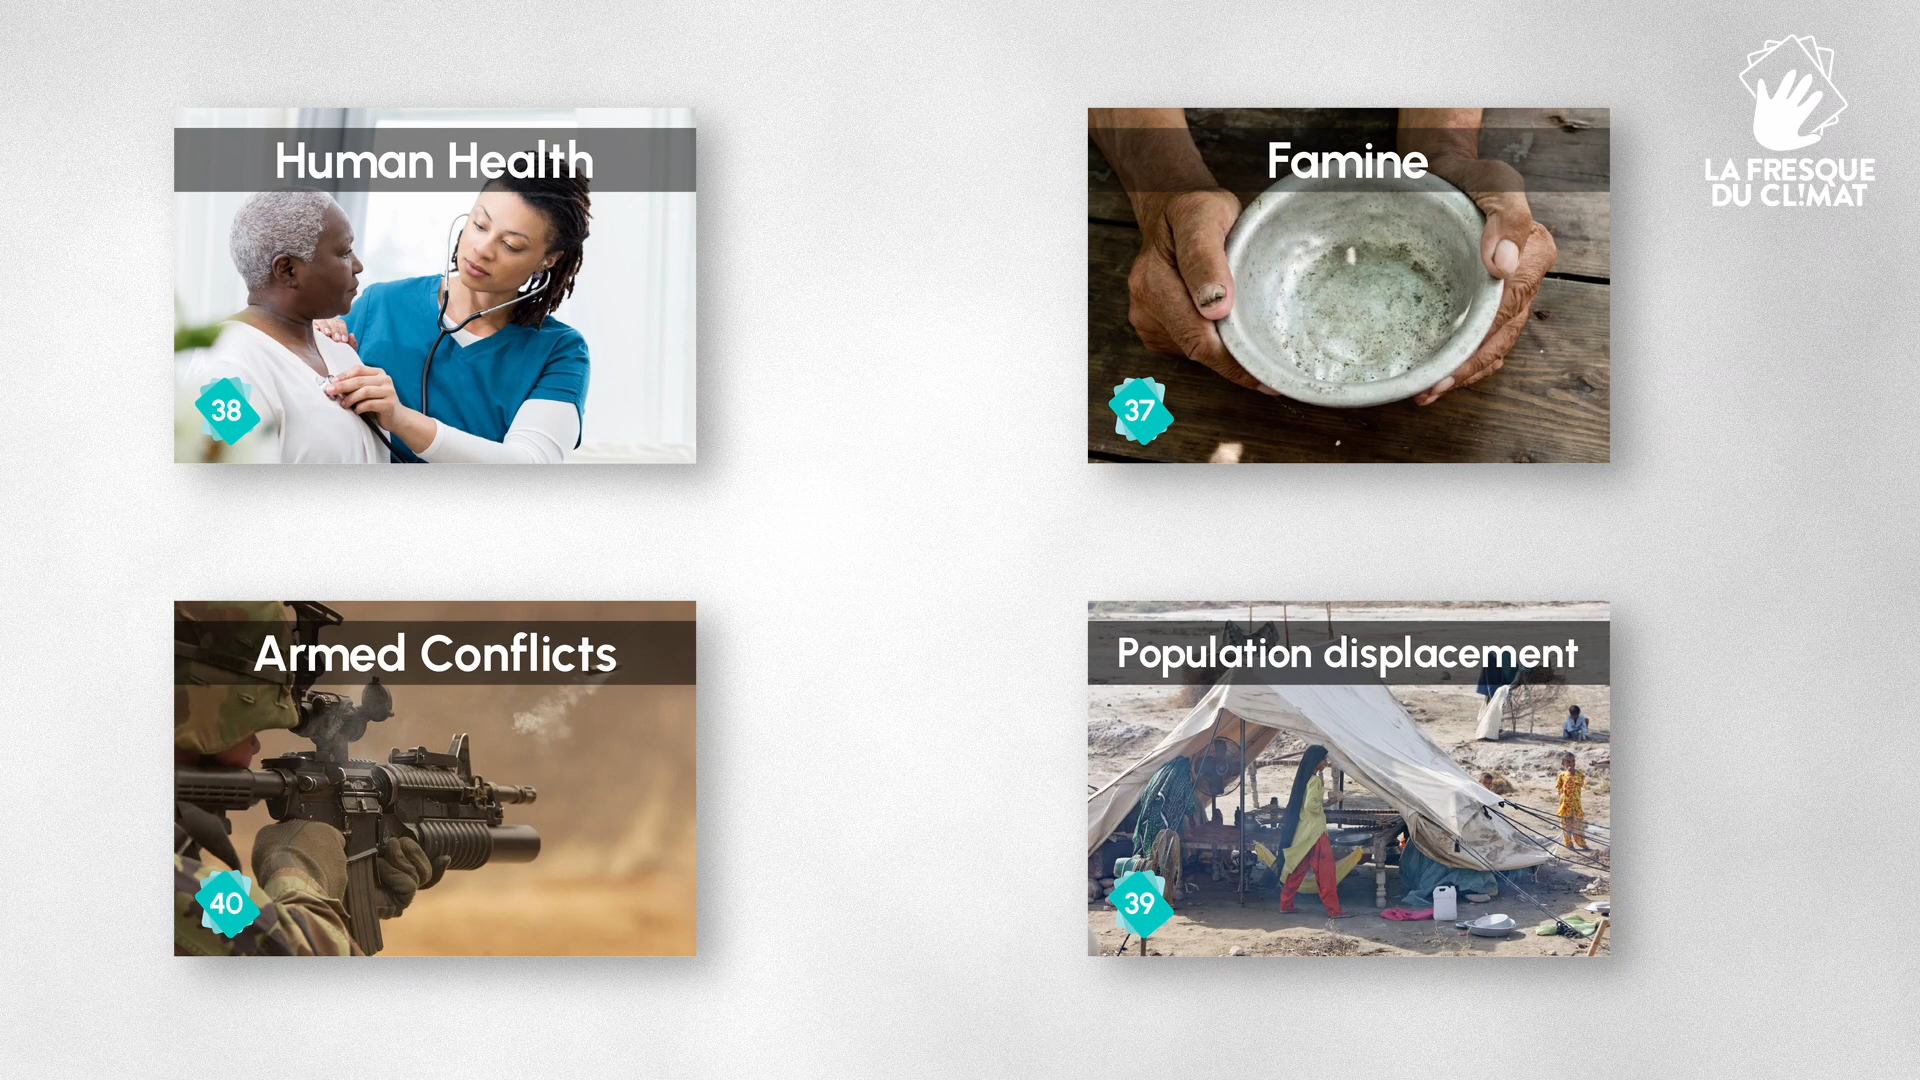 Human Health
38
Famine
37
LA FRESQUE
DU CL!MAT
Armed Conflicts
40
Population displacement
39